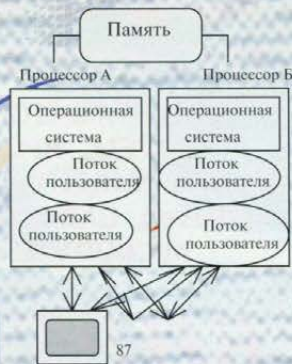 Память
Процессор А
Процессор Б
Операционная
система
Поток
пользователя
Поток
пользователя
Операционная
система
Поток
пользователя
Поток
пользователя
87